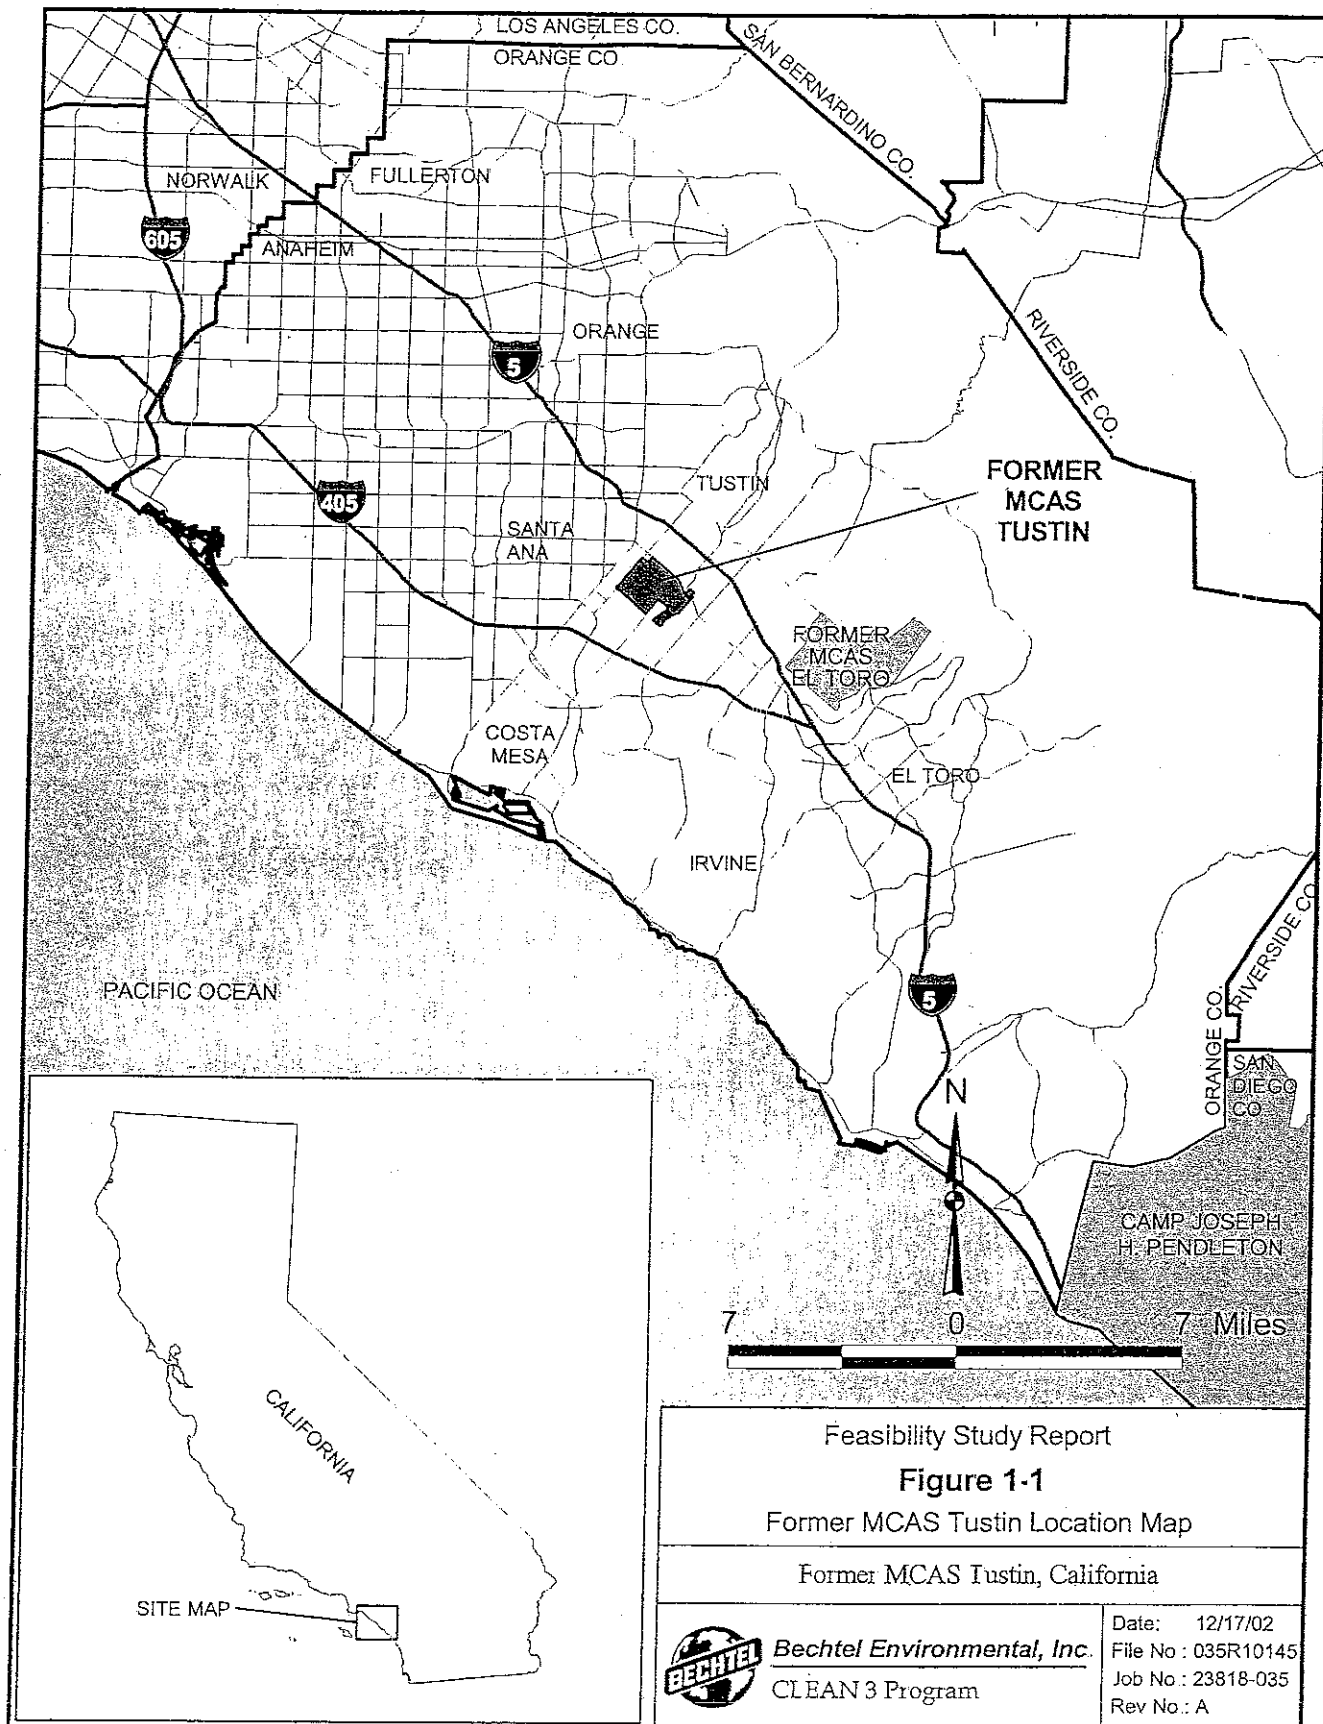 LOS ANGELES CO.
ORANGE CO.
SAN BERNARDINO CO.
NORWALK
FULLERTON
605
ANAHEIM
ORANGE
5
RIVERSIDE CO.
TUSTIN
FORMER
MCAS
TUSTIN
405
SANTA
ANA
FORMER
MCAS
EL TORO
COSTA
MESA
EL TORO
IRVINE
PACIFIC OCEAN
5
ORANGE CO.
RIVERSIDE CO
SAN
DIEGO
CO
N
CAMP JOSEPH
H. PENDLETON
7 0 7 Miles
CALIFORNIA
SITE MAP
Feasibility Study Report
Figure 1-1
Former MCAS Tustin Location Map
Former MCAS Tustin, California
BECHTEL
Bechtel Environmental, Inc.
CLEAN 3 Program
Date: 12/17/02
File No : 035R10145
Job No : 23818-035
Rev No.: A